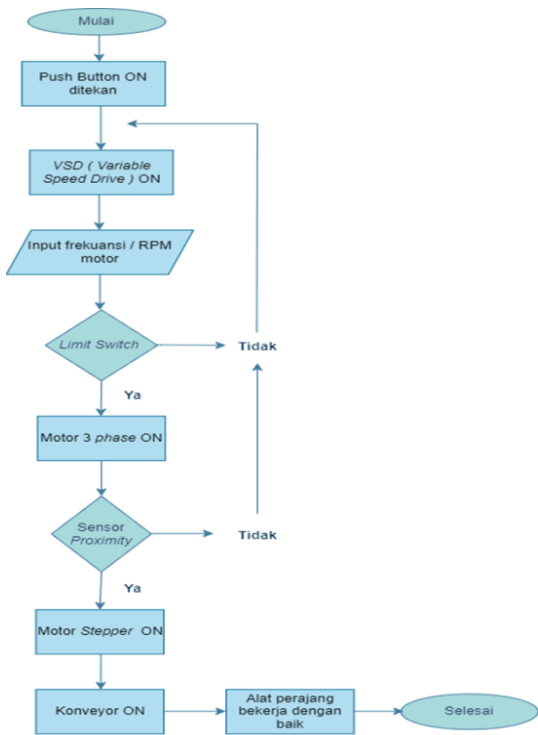 Mulai
Push Button ON
ditekan
VSD ( Variable
Speed Drive ) ON
Input frekuansi / RPM
motor
Limit Switch
Tidak
Ya
Motor 3 phase ON
Sensor
Proximity
Tidak
Ya
Motor Stepper ON
Konveyor ON
Alat perajang
bekerja dengan
baik
Selesai